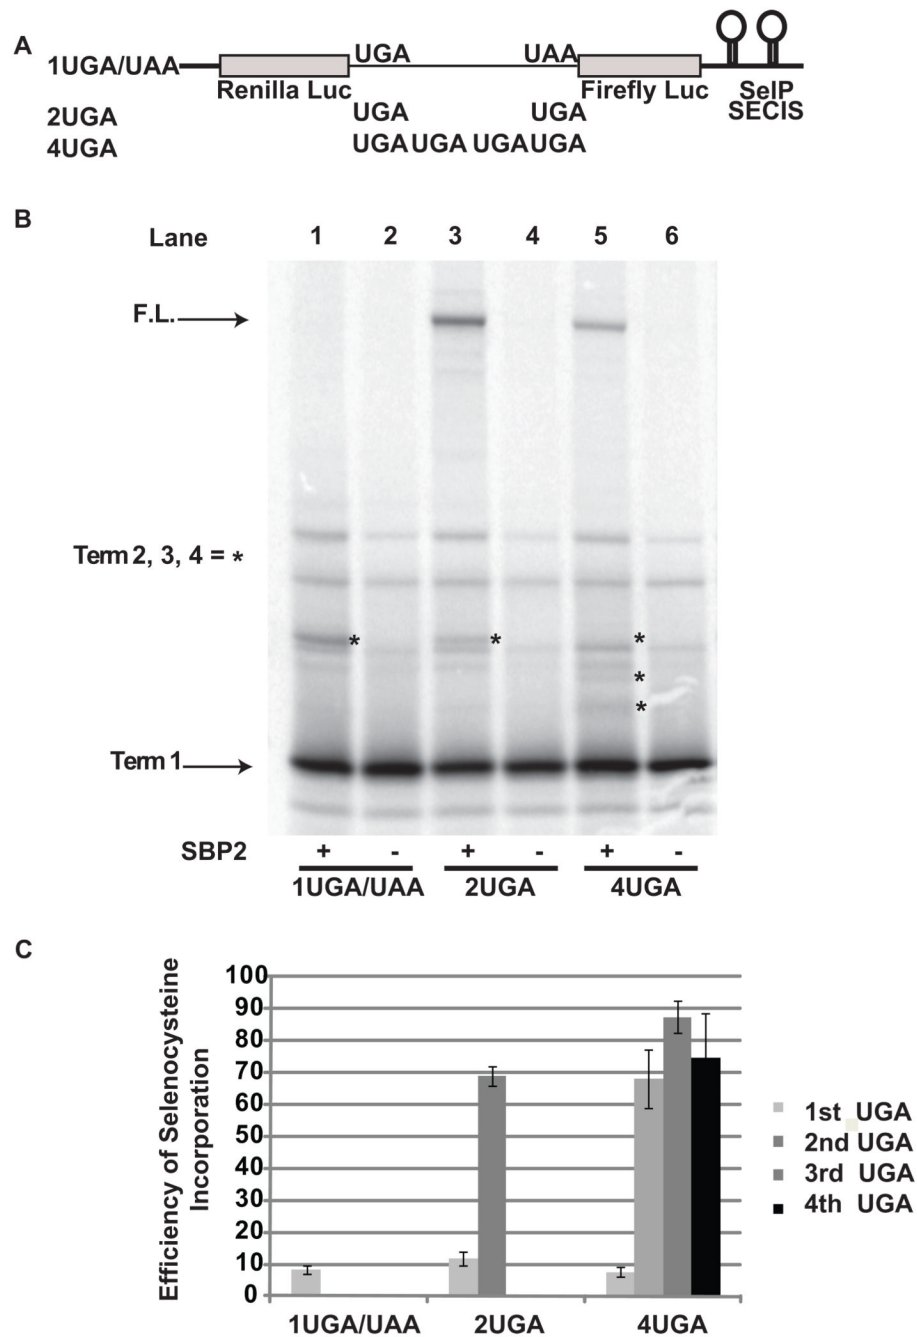 A
1UGA/UAA UGA UAA
Renilla Luc Firefly Luc SelP
SECIS
2UGA UGA UGA
4UGA UGA UGA UGA UGA
B
Lane 1 2 3 4 5 6
F.L.
Term 2, 3, 4 = *
* * *
*
*
Term 1
SBP2 + - + - + -
1UGA/UAA 2UGA 4UGA
C
Efficiency of Selenocysteine
Incorporation
100
90
80
70
60
50
40
30
20
10
0
1UGA/UAA 2UGA 4UGA
1st UGA
2nd UGA
3rd UGA
4th UGA